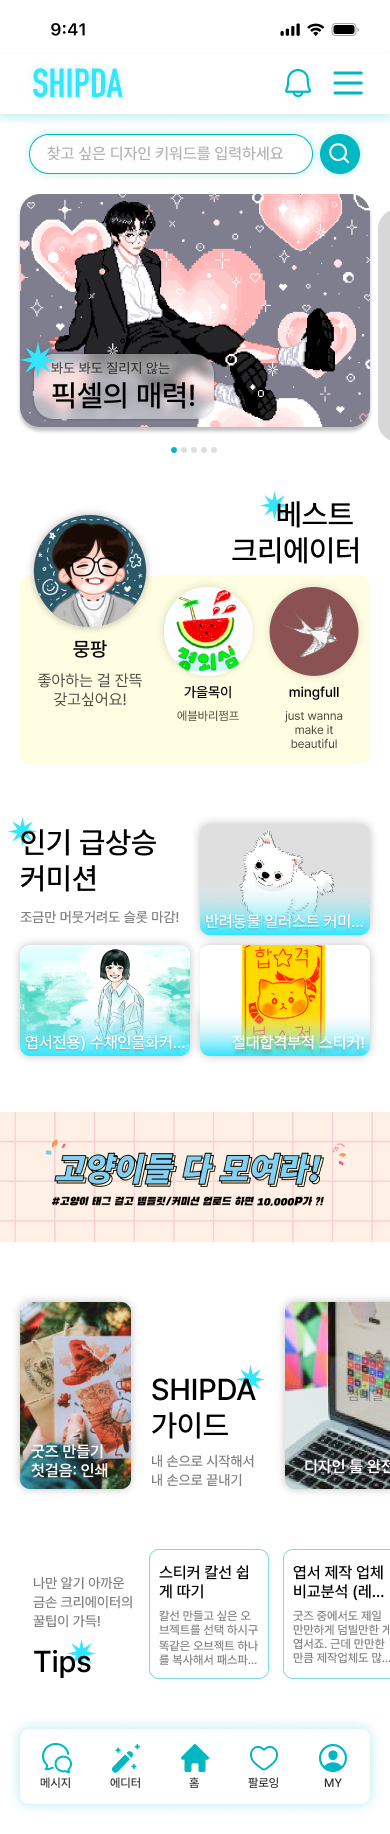 9:41
SHIPDA
찾고 싶은 디자인 키워드를 입력하세요
봐도 봐도 질리지 않는
픽셀의 매력!
베스트
크리에이터
뭉팡
좋아하는 걸 잔뜩
갖고싶어요!
경의심
가을목이
에브바리쩜프
mingfull
just wanna
make it
beautiful
인기 급상승
커미션
조금만 머뭇거려도 슬롯 마감!
반려동물 일러스트 커미...
엽서전용) 수채인물화커...
합☆격
부 적
절대합격부적 스티커!
고양이들 다 모여라!
#고양이 태그 걸고 템플릿/커미션 업로드 하면 10,000P가 ?!
굿즈 만들기
첫걸음: 인쇄
SHIPDA
가이드
내 손으로 시작해서
내 손으로 끝내기
디자인 툴 완전
나만 알기 아까운
금손 크리에이터의
꿀팁이 가득!
Tips
스티커 칼선 쉽
게 따기
칼선 만들고 싶은 오
브젝트를 선택 하시구
똑같은 오브젝트 하나
를 복사해서 패스파...
엽서 제작 업체
비교분석 (레...
굿즈 중에서도 제일
만만하게 덤빌만한 게
엽서죠. 근데 만만한
만큼 제작업체도 많...
메시지
에디터
홈
팔로잉
MY